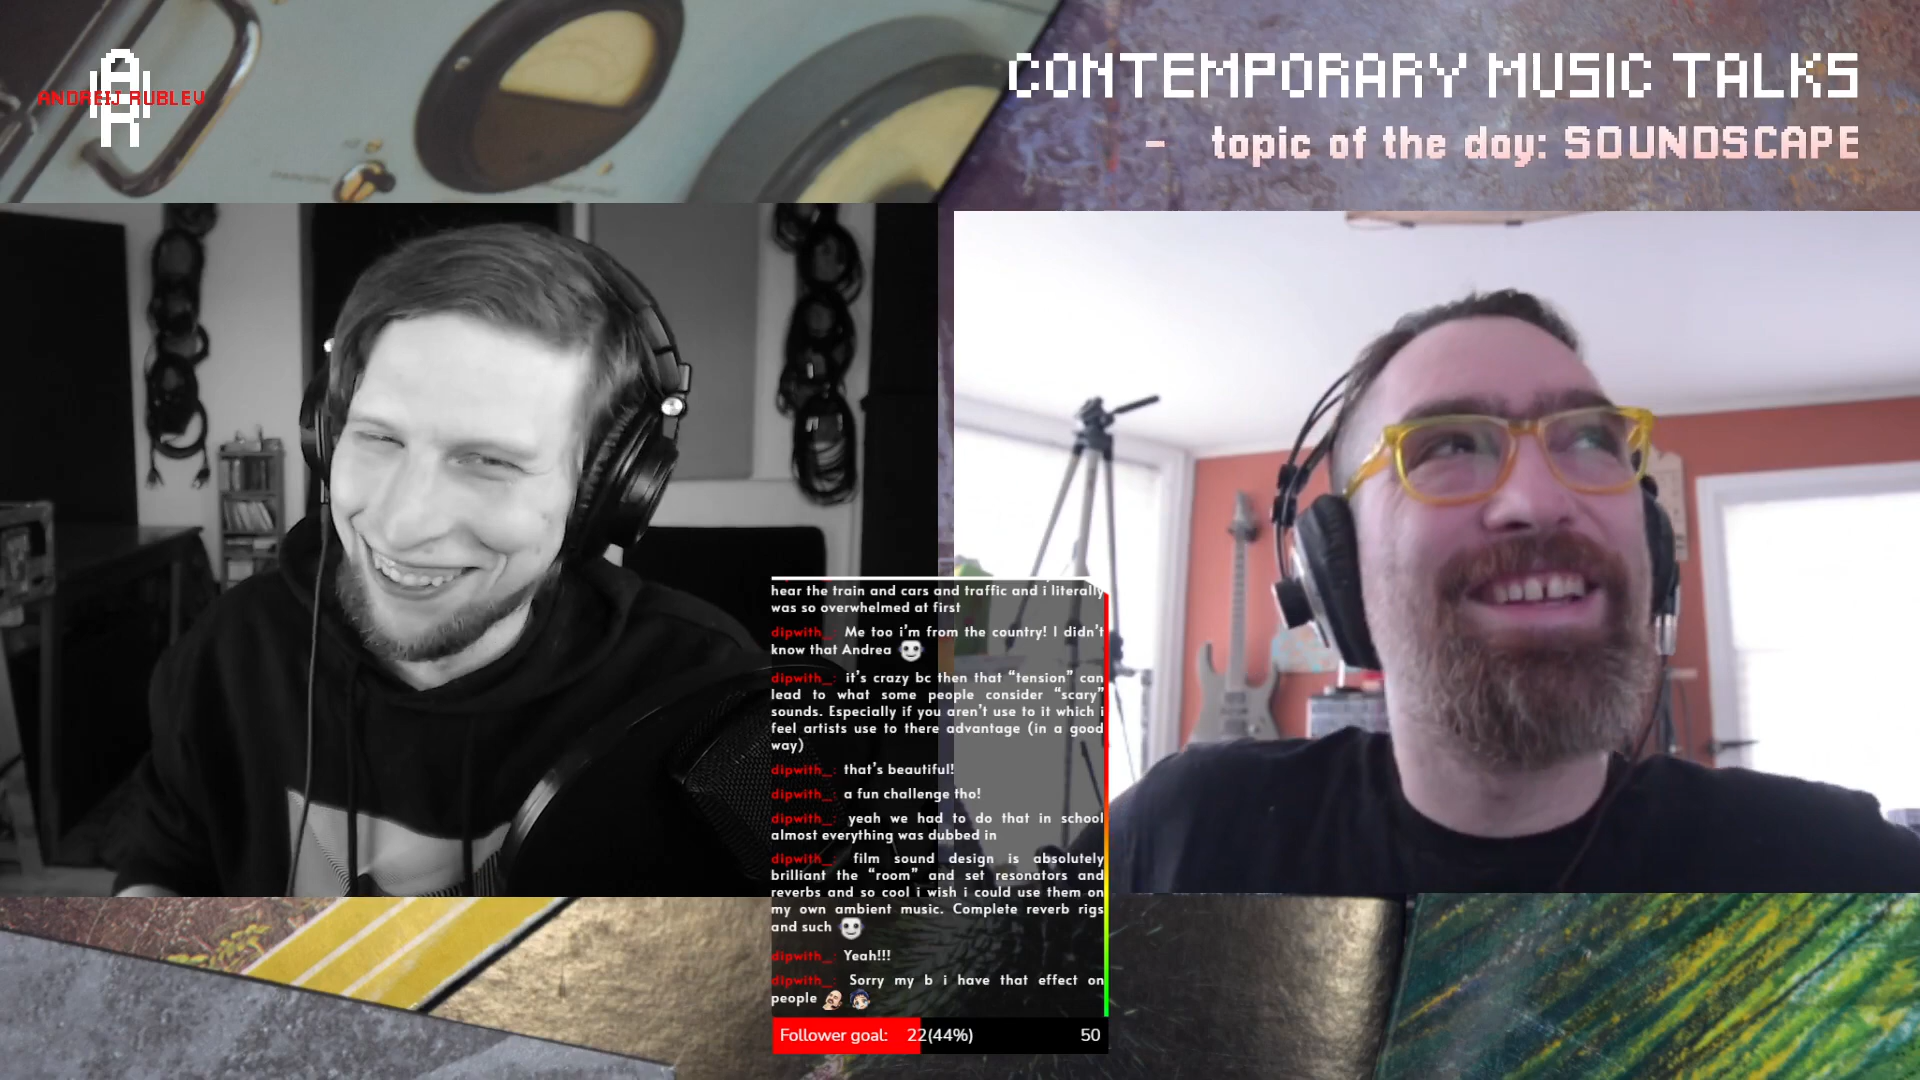 ANDREIJ RUBLEV
CONTEMPORARY MUSIC TALKS
- topic of the day: SOUNDSCAPE
hear the train and cars and traffic and i literally
was so overwhelmed at first
dipwith_: Me too i'm from the country! I didn't
know that Andrea
dipwith_: it's crazy bc then that “tension” can
lead to what some people consider “scary”
sounds. Especially if you aren't use to it which i
feel artists use to there advantage (in a good
way)
dipwith_: that's beautiful!
dipwith_: a fun challenge tho!
dipwith_: yeah we had to do that in school
almost everything was dubbed in
dipwith_: film sound design is absolutely
brilliant the “room” and set resonators and
reverbs and so cool i wish i could use them on
my own ambient music. Complete reverb rigs
and such
dipwith_: Yeah!!!
dipwith_: Sorry my b i have that effect on
people
Follower goal: 22(44%) 50